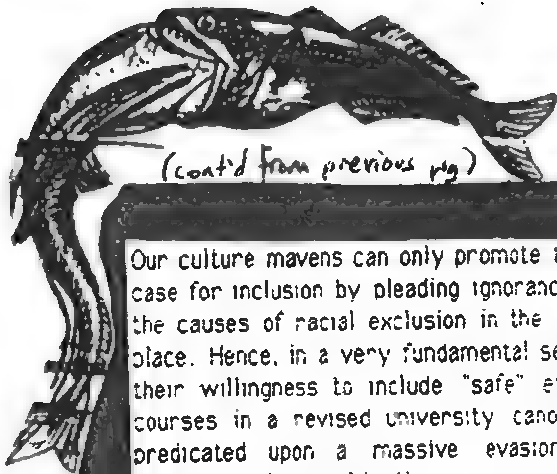 (cont'd from previous pg)
Our culture mavens can only promote
case for inclusion by pleading ignoranc
the causes of racial exclusion in the
place. Hence, in a very fundamental se
their willingness to include "safe" e
courses in a revised university cano
predicated upon a massive evasion